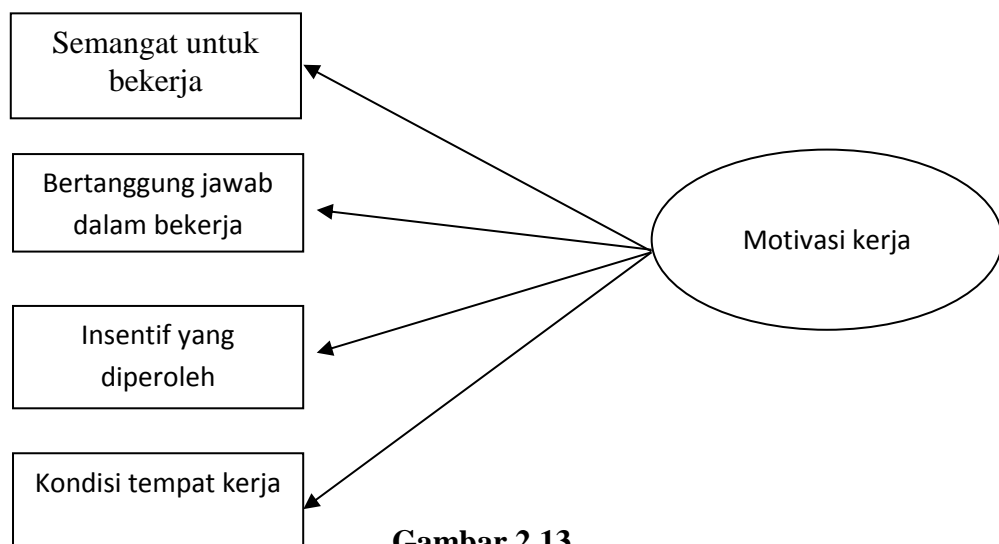 Semangat untuk
bekerja
Bertanggung jawab
dalam bekerja
Motivasi kerja
Insentif yang
diperoleh
Kondisi tempat kerja
Gambar 2.13